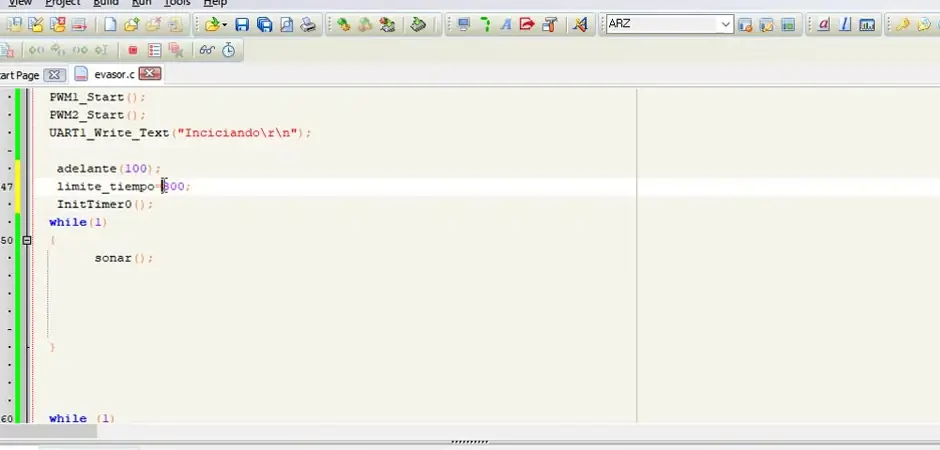 View Project Build Run Tools Help
ARZ
Start Page evasor.c
PWM1_Start();
PWM2_Start();
UART1_Write_Text("Inciciando\r\n");
adelante(100);
47 limite_tiempo=800;
InitTimer0();
while(1)
50 {
sonar();
}
60 while (1)